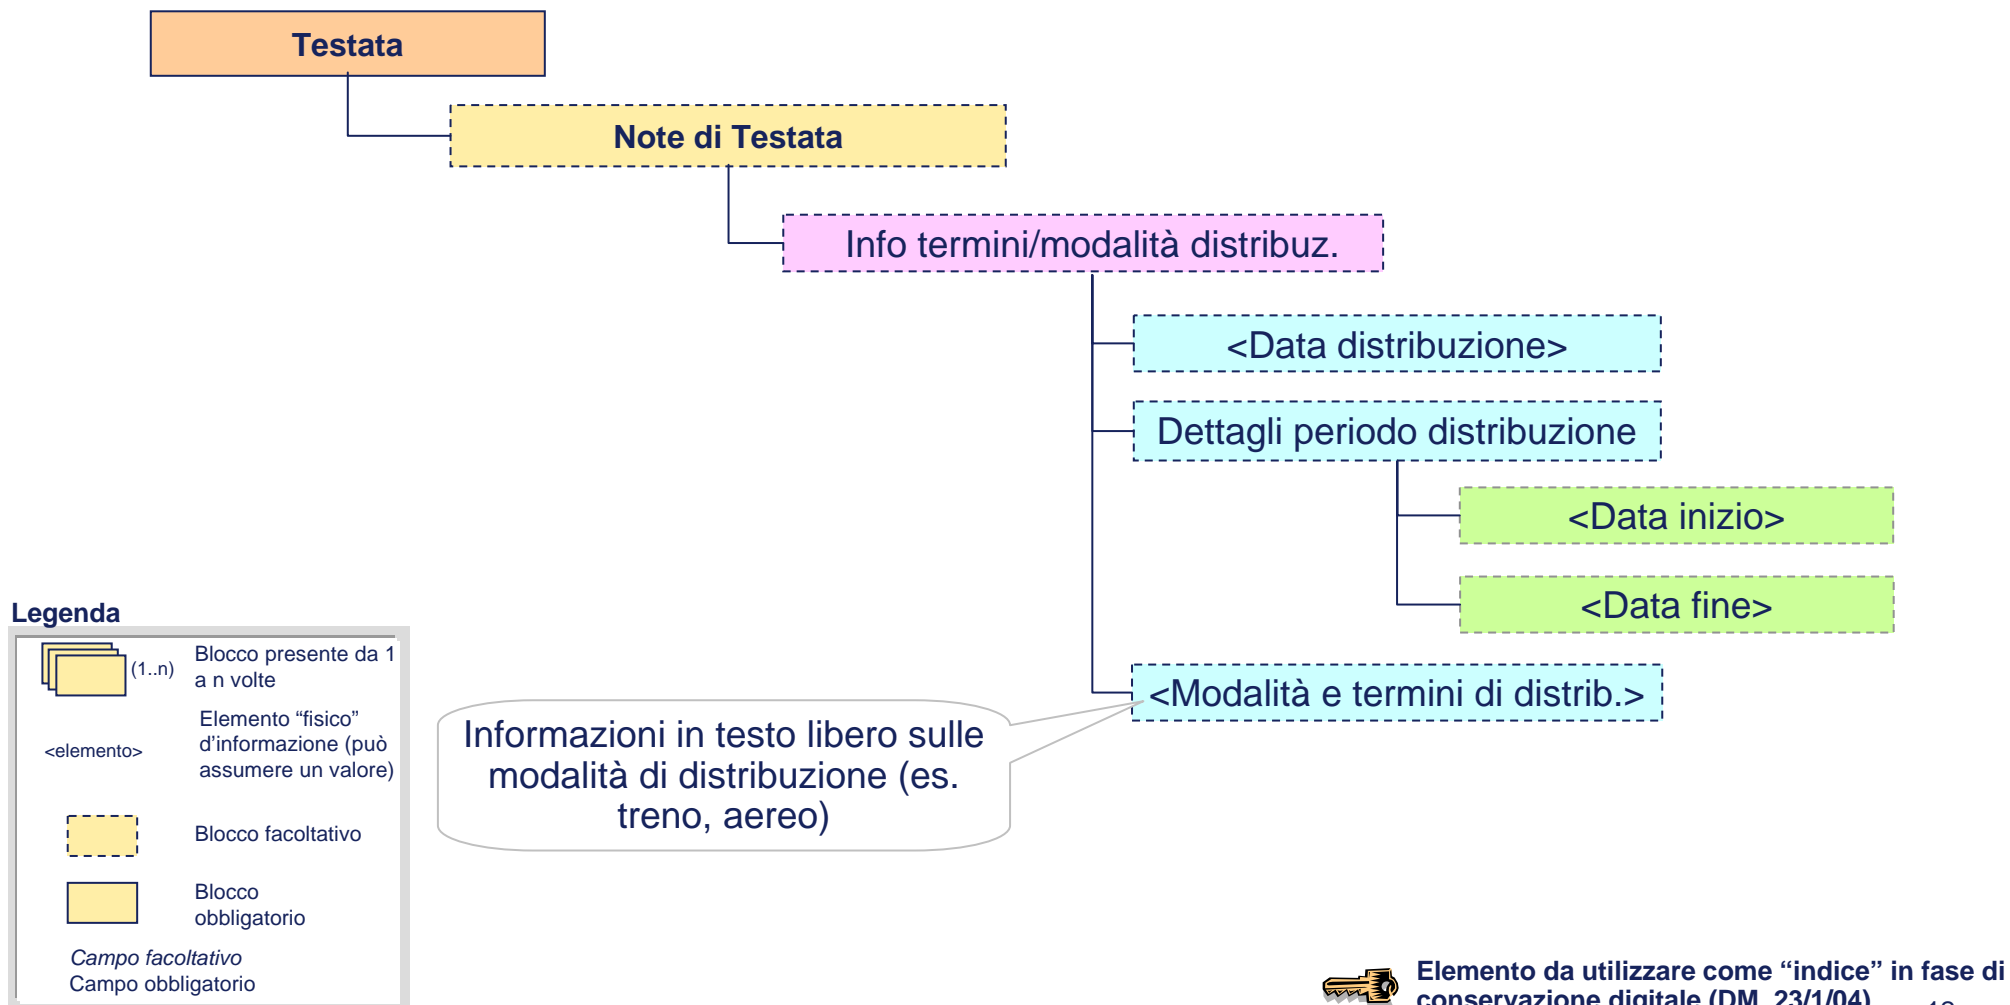 Testata
Note di Testata
Info termini/modalità distribuz.
<Data distribuzione>
Dettagli periodo distribuzione
<Data inizio>
<Data fine>
<Modalità e termini di distrib.>
Informazioni in testo libero sulle
modalità di distribuzione (es.
treno, aereo)
Legenda
(1..n)
Blocco presente da 1
a n volte
<elemento>
Elemento “fisico”
d’informazione (può
assumere un valore)
Blocco facoltativo
Blocco
obbligatorio
Campo facoltativo
Campo obbligatorio
Elemento da utilizzare come “indice” in fase di
conservazione digitale (DM 23/1/04)